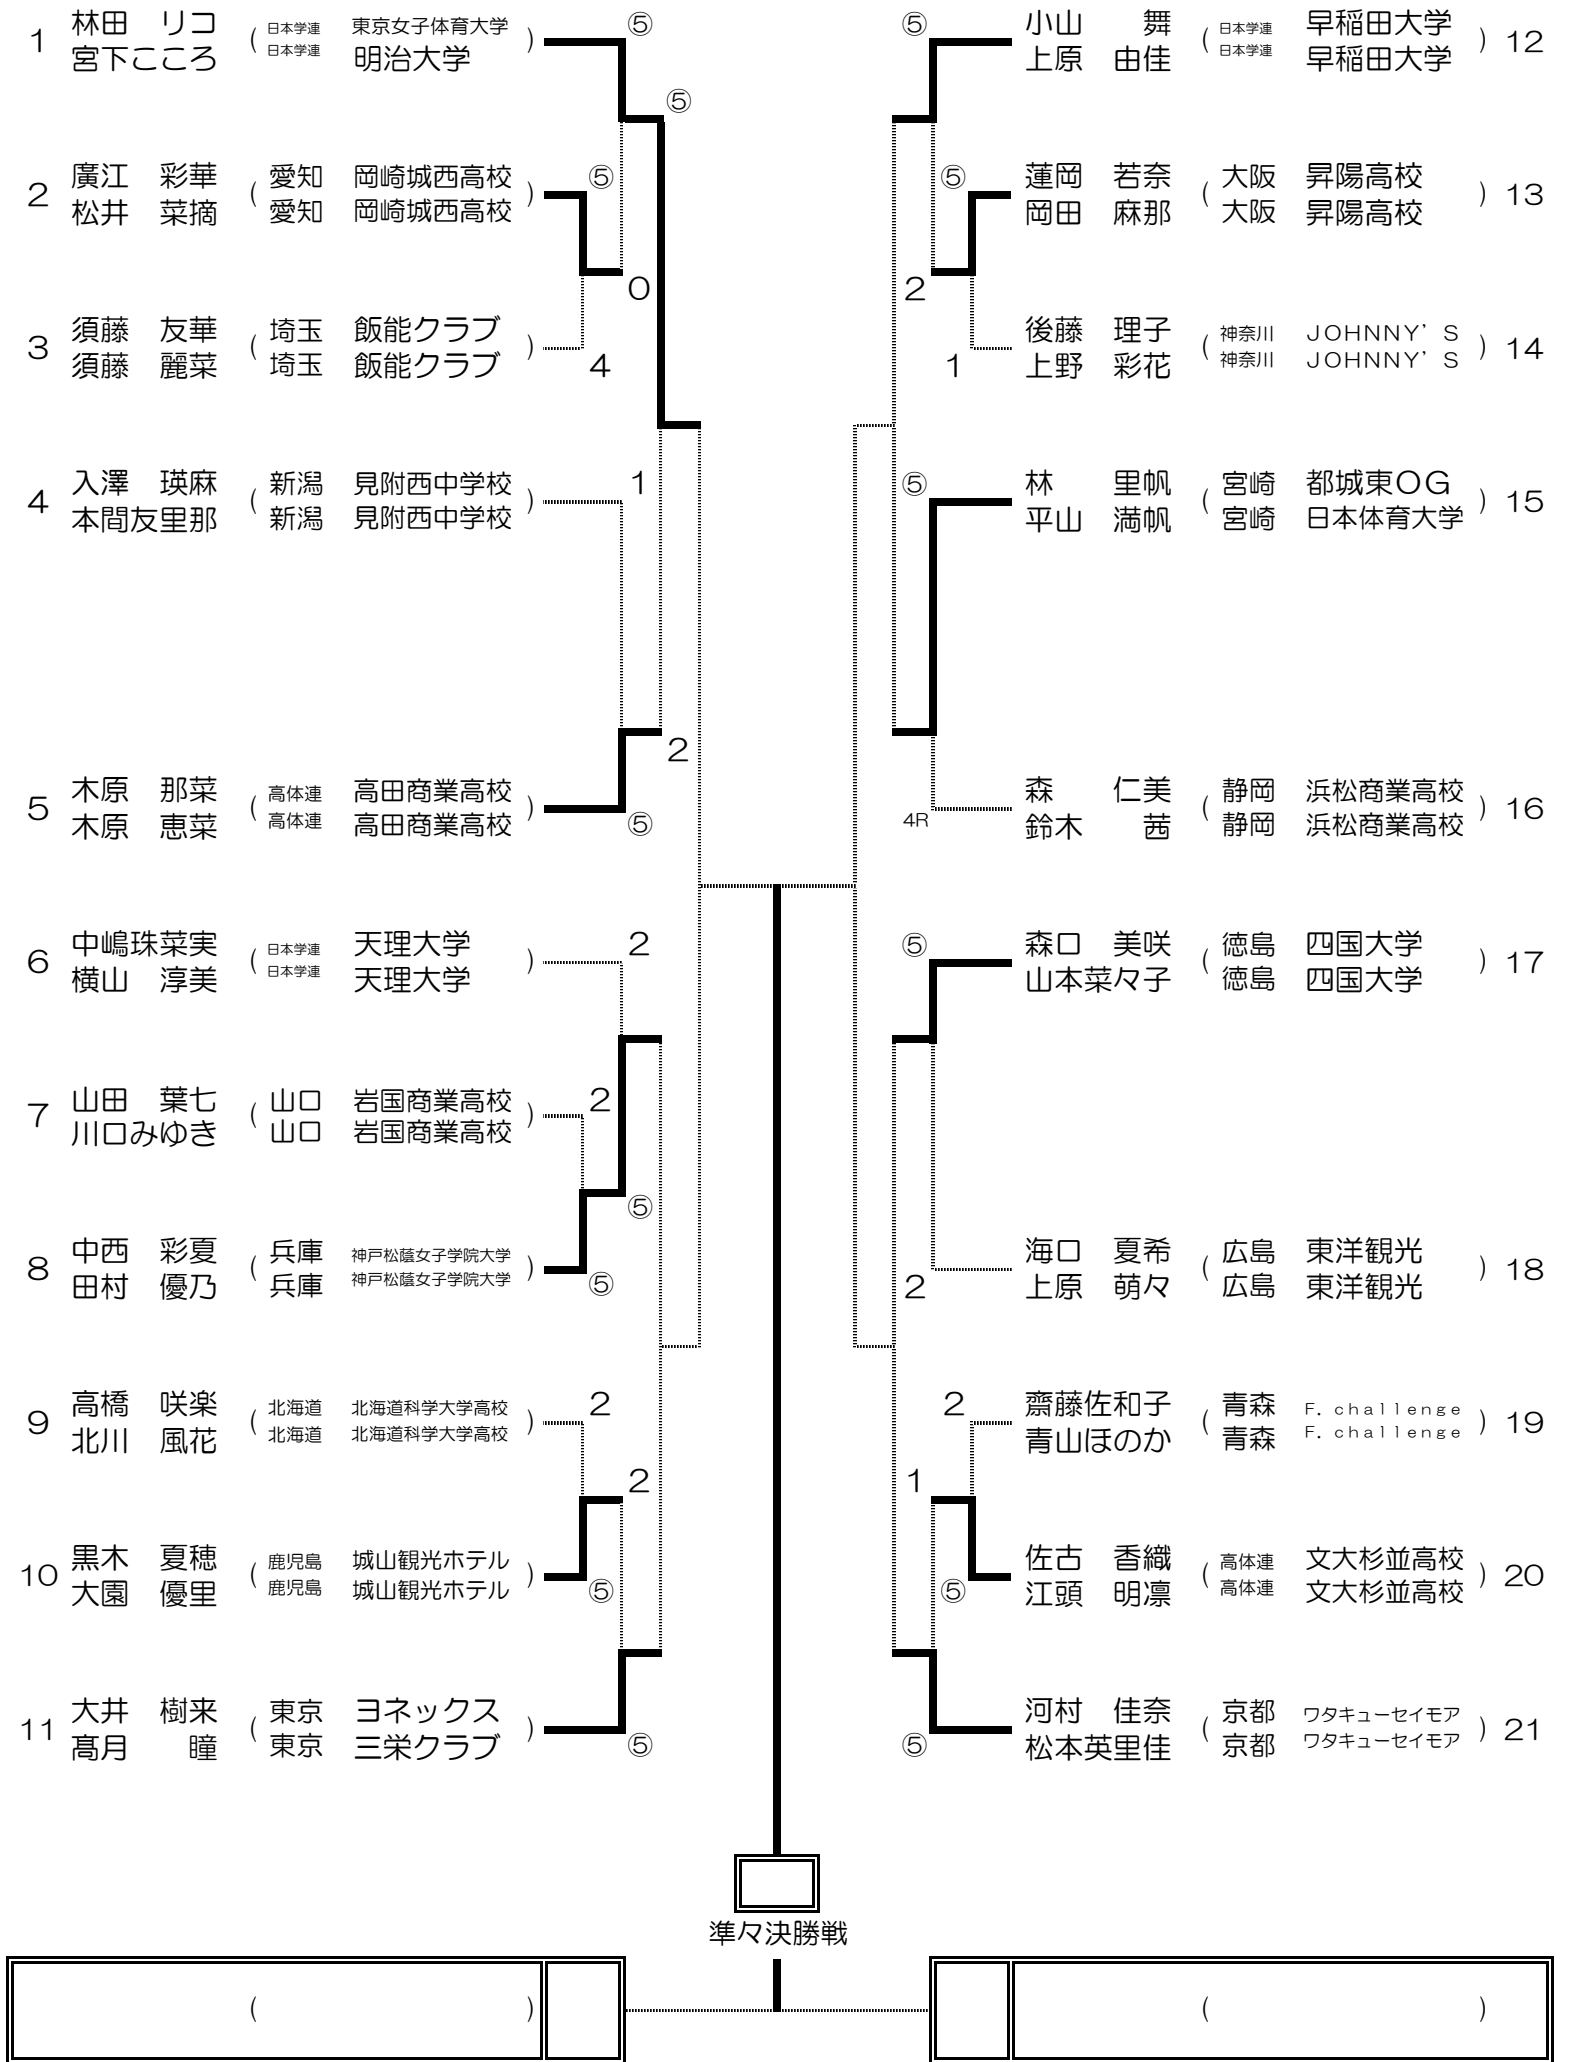 1 林田 リコ ( 日本学連 東京女子体育大学 ) ⑤
宮下こころ 日本学連 明治大学
⑤
2 廣江 彩華 ( 愛知 岡崎城西高校 ) ⑤
松井 菜摘 愛知 岡崎城西高校
0
3 須藤 友華 ( 埼玉 飯能クラブ ) 4
須藤 麗菜 埼玉 飯能クラブ
4 入澤 瑛麻 ( 新潟 見附西中学校 ) 1
本間友里那 新潟 見附西中学校
2
5 木原 那菜 ( 高体連 高田商業高校 ) ⑤
木原 恵菜 高体連 高田商業高校
6 中嶋珠菜実 ( 日本学連 天理大学 ) 2
横山 淳美 日本学連 天理大学
7 山田 葉七 ( 山口 岩国商業高校 ) 2
川口みゆき 山口 岩国商業高校
⑤
8 中西 彩夏 ( 兵庫 神戸松蔭女子学院大学 ) ⑤
田村 優乃 兵庫 神戸松蔭女子学院大学
9 高橋 咲楽 ( 北海道 北海道科学大学高校 ) 2
北川 風花 北海道 北海道科学大学高校
2
10 黒木 夏穂 ( 鹿児島 城山観光ホテル ) ⑤
大園 優里 鹿児島 城山観光ホテル
11 大井 樹来 ( 東京 ヨネックス ) ⑤
髙月 瞳 東京 三栄クラブ
⑤ 小山 舞 ( 日本学連 早稲田大学 ) 12
上原 由佳 日本学連 早稲田大学
⑤ 蓮岡 若奈 ( 大阪 昇陽高校 ) 13
岡田 麻那 大阪 昇陽高校
2
1 後藤 理子 ( 神奈川 JOHNNY'S ) 14
上野 彩花 神奈川 JOHNNY'S
⑤ 林 里帆 ( 宮崎 都城東OG ) 15
平山 満帆 宮崎 日本体育大学
4R 森 仁美 ( 静岡 浜松商業高校 ) 16
鈴木 茜 静岡 浜松商業高校
⑤ 森口 美咲 ( 徳島 四国大学 ) 17
山本菜々子 徳島 四国大学
2 海口 夏希 ( 広島 東洋観光 ) 18
上原 萌々 広島 東洋観光
2 齋藤佐和子 ( 青森 F. challenge ) 19
青山ほのか 青森 F. challenge
1
⑤ 佐古 香織 ( 高体連 文大杉並高校 ) 20
江頭 明凛 高体連 文大杉並高校
⑤ 河村 佳奈 ( 京都 ワタキューセイモア ) 21
松本英里佳 京都 ワタキューセイモア
準々決勝戦
( ) ( )